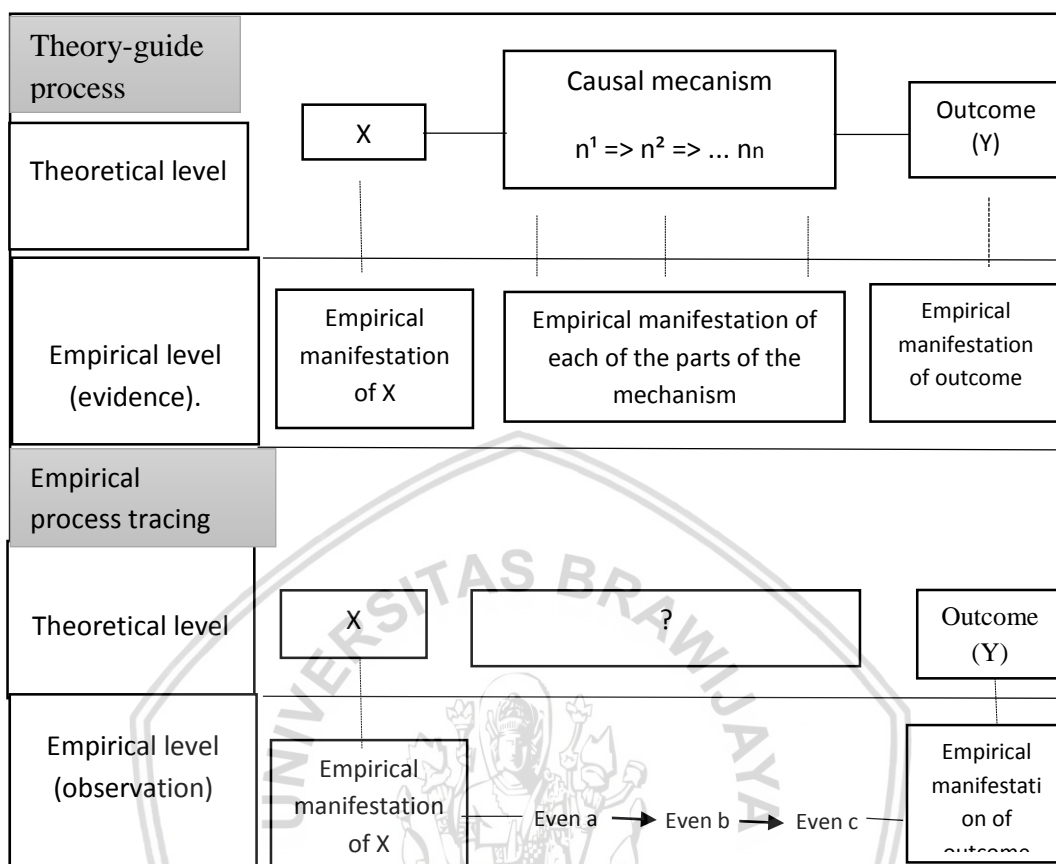 Theory-guide
process
Theoretical level
X
Causal mecanism
n¹ => n² => ... nn
Outcome
(Y)
Empirical level
(evidence).
Empirical
manifestation
of X
Empirical manifestation of
each of the parts of the
mechanism
Empirical
manifestation
of outcome
Empirical
process tracing
Theoretical level
X
?
Outcome
(Y)
Empirical level
(observation)
Empirical
manifestation
of X
Even a
Even b
Even c
Empirical
manifestati
on of
outcome
UNIVERSITAS BRAWIJAYA